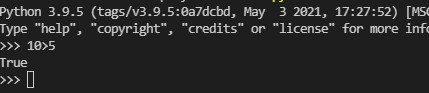 Python 3.9.5 (tags/v3.9.5:0a7dcbd, May  3 2021, 17:27:52) [MSC
Type "help", "copyright", "credits" or "license" for more info
>>> 10>5
True
>>>